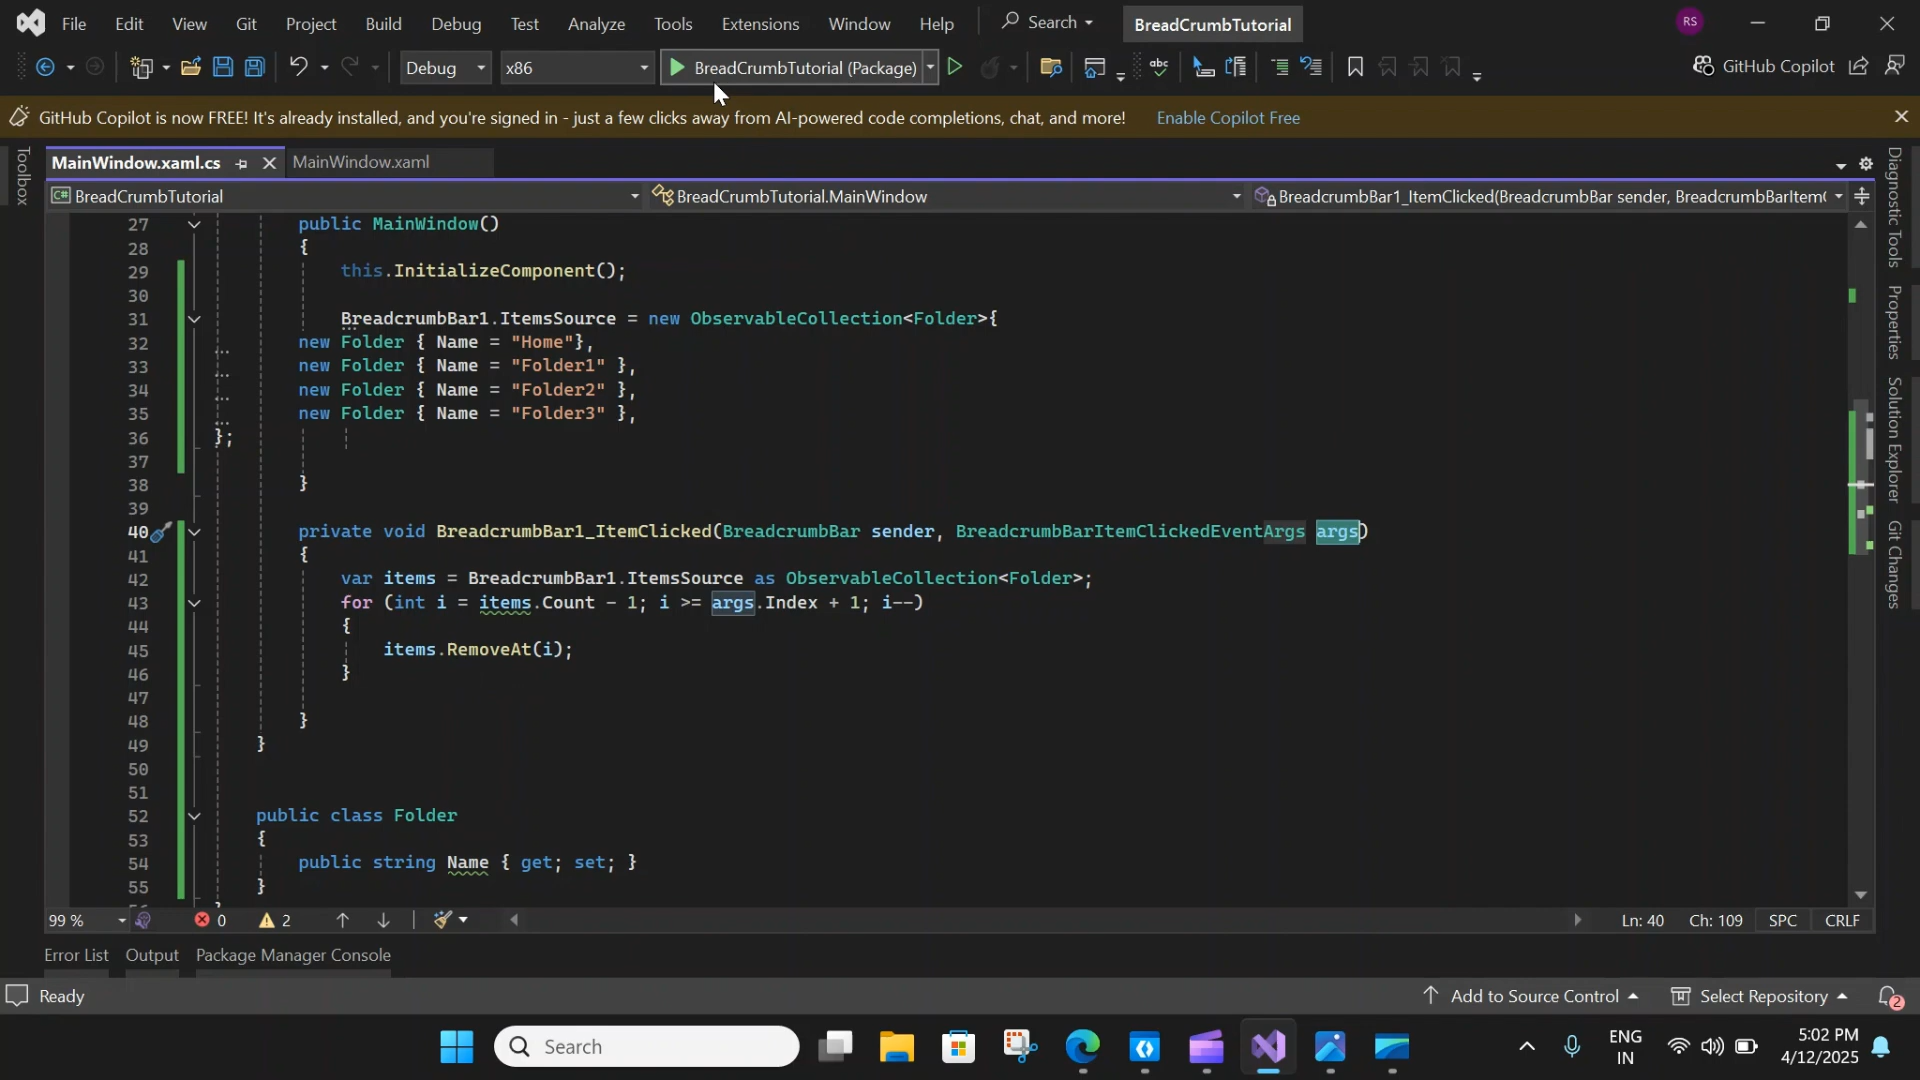 File Edit View Git Project Build Debug Test Analyze Tools Extensions Window Help Search BreadCrumbTutorial RS
Debug x86 BreadCrumbTutorial (Package) GitHub Copilot
GitHub Copilot is now FREE! It's already installed, and you're signed in - just a few clicks away from AI-powered code completions, chat, and more! Enable Copilot Free
Toolbox
MainWindow.xaml.cs MainWindow.xaml
BreadCrumbTutorial BreadCrumbTutorial.MainWindow BreadcrumbBar1_ItemClicked(BreadcrumbBar sender, BreadcrumbBarItem(
27 public MainWindow()
28 {
29 this.InitializeComponent();
30
31 BreadcrumbBar1.ItemsSource = new ObservableCollection<Folder>{
32 new Folder { Name = "Home"},
33 new Folder { Name = "Folder1" },
34 new Folder { Name = "Folder2" },
35 new Folder { Name = "Folder3" },
36 };
37
38 }
39
40 private void BreadcrumbBar1_ItemClicked(BreadcrumbBar sender, BreadcrumbBarItemClickedEventArgs args)
41 {
42 var items = BreadcrumbBar1.ItemsSource as ObservableCollection<Folder>;
43 for (int i = items.Count - 1; i >= args.Index + 1; i--)
44 {
45 items.RemoveAt(i);
46 }
47
48 }
49 }
50
51
52 public class Folder
53 {
54 public string Name { get; set; }
55 }
Diagnostic Tools
Properties
Solution Explorer
Git Changes
99 % 0 2 Ln: 40 Ch: 109 SPC CRLF
Error List Output Package Manager Console
Ready Add to Source Control Select Repository 2
Search ENG 5:02 PM
IN 4/12/2025